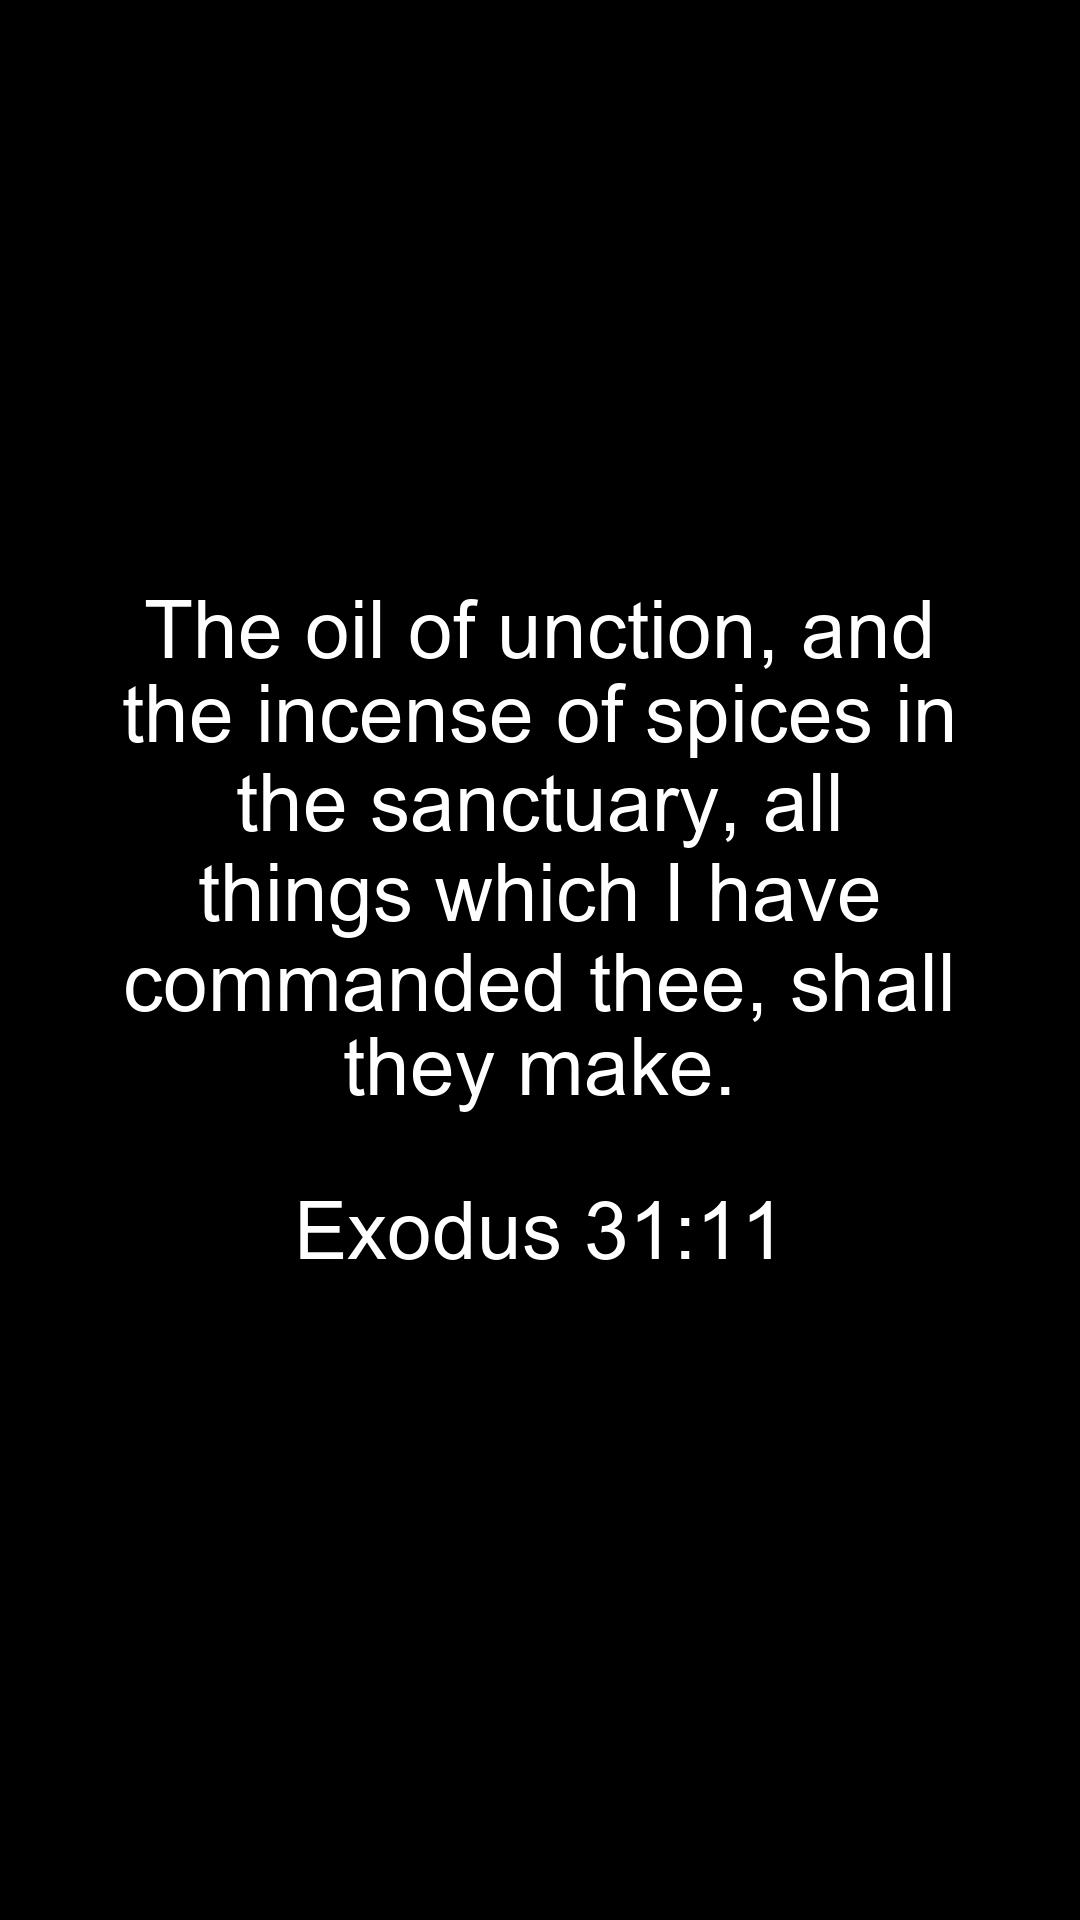 The oil of unction, and
the incense of spices in
the sanctuary, all
things which I have
commanded thee, shall
they make.
Exodus 31:11